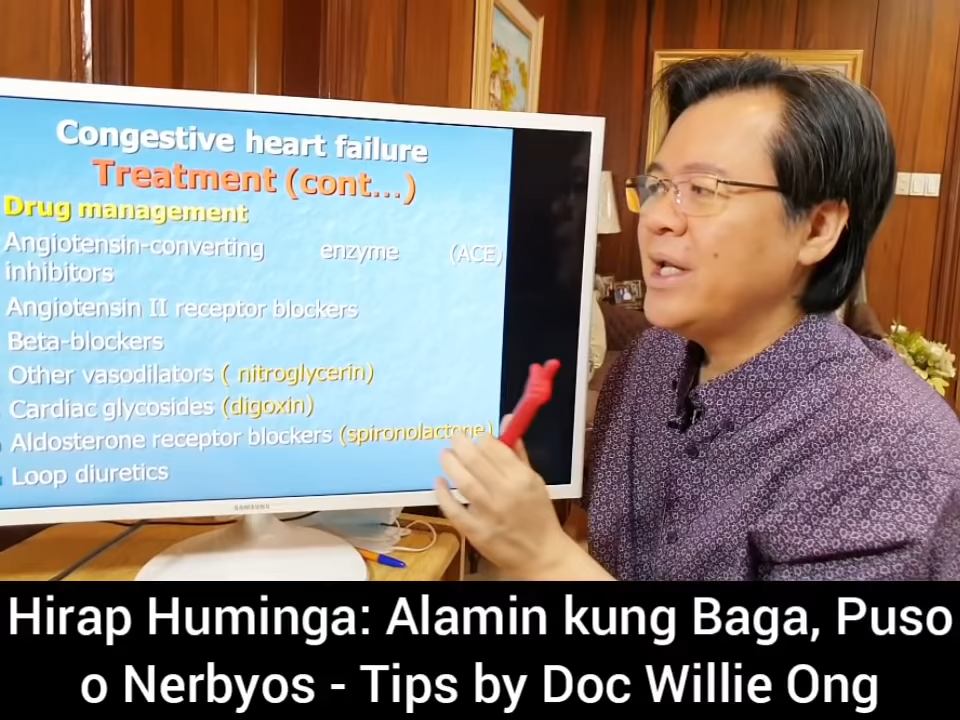 Congestive heart failure
Treatment (cont...)
Drug management
Angiotensin-converting enzyme (ACE)
inhibitors
Angiotensin II receptor blockers
Beta-blockers
Other vasodilators ( nitroglycerin)
Cardiac glycosides (digoxin)
Aldosterone receptor blockers (spironolactone)
Loop diuretics
SAMSUNG
Hirap Huminga: Alamin kung Baga, Puso
o Nerbyos - Tips by Doc Willie Ong